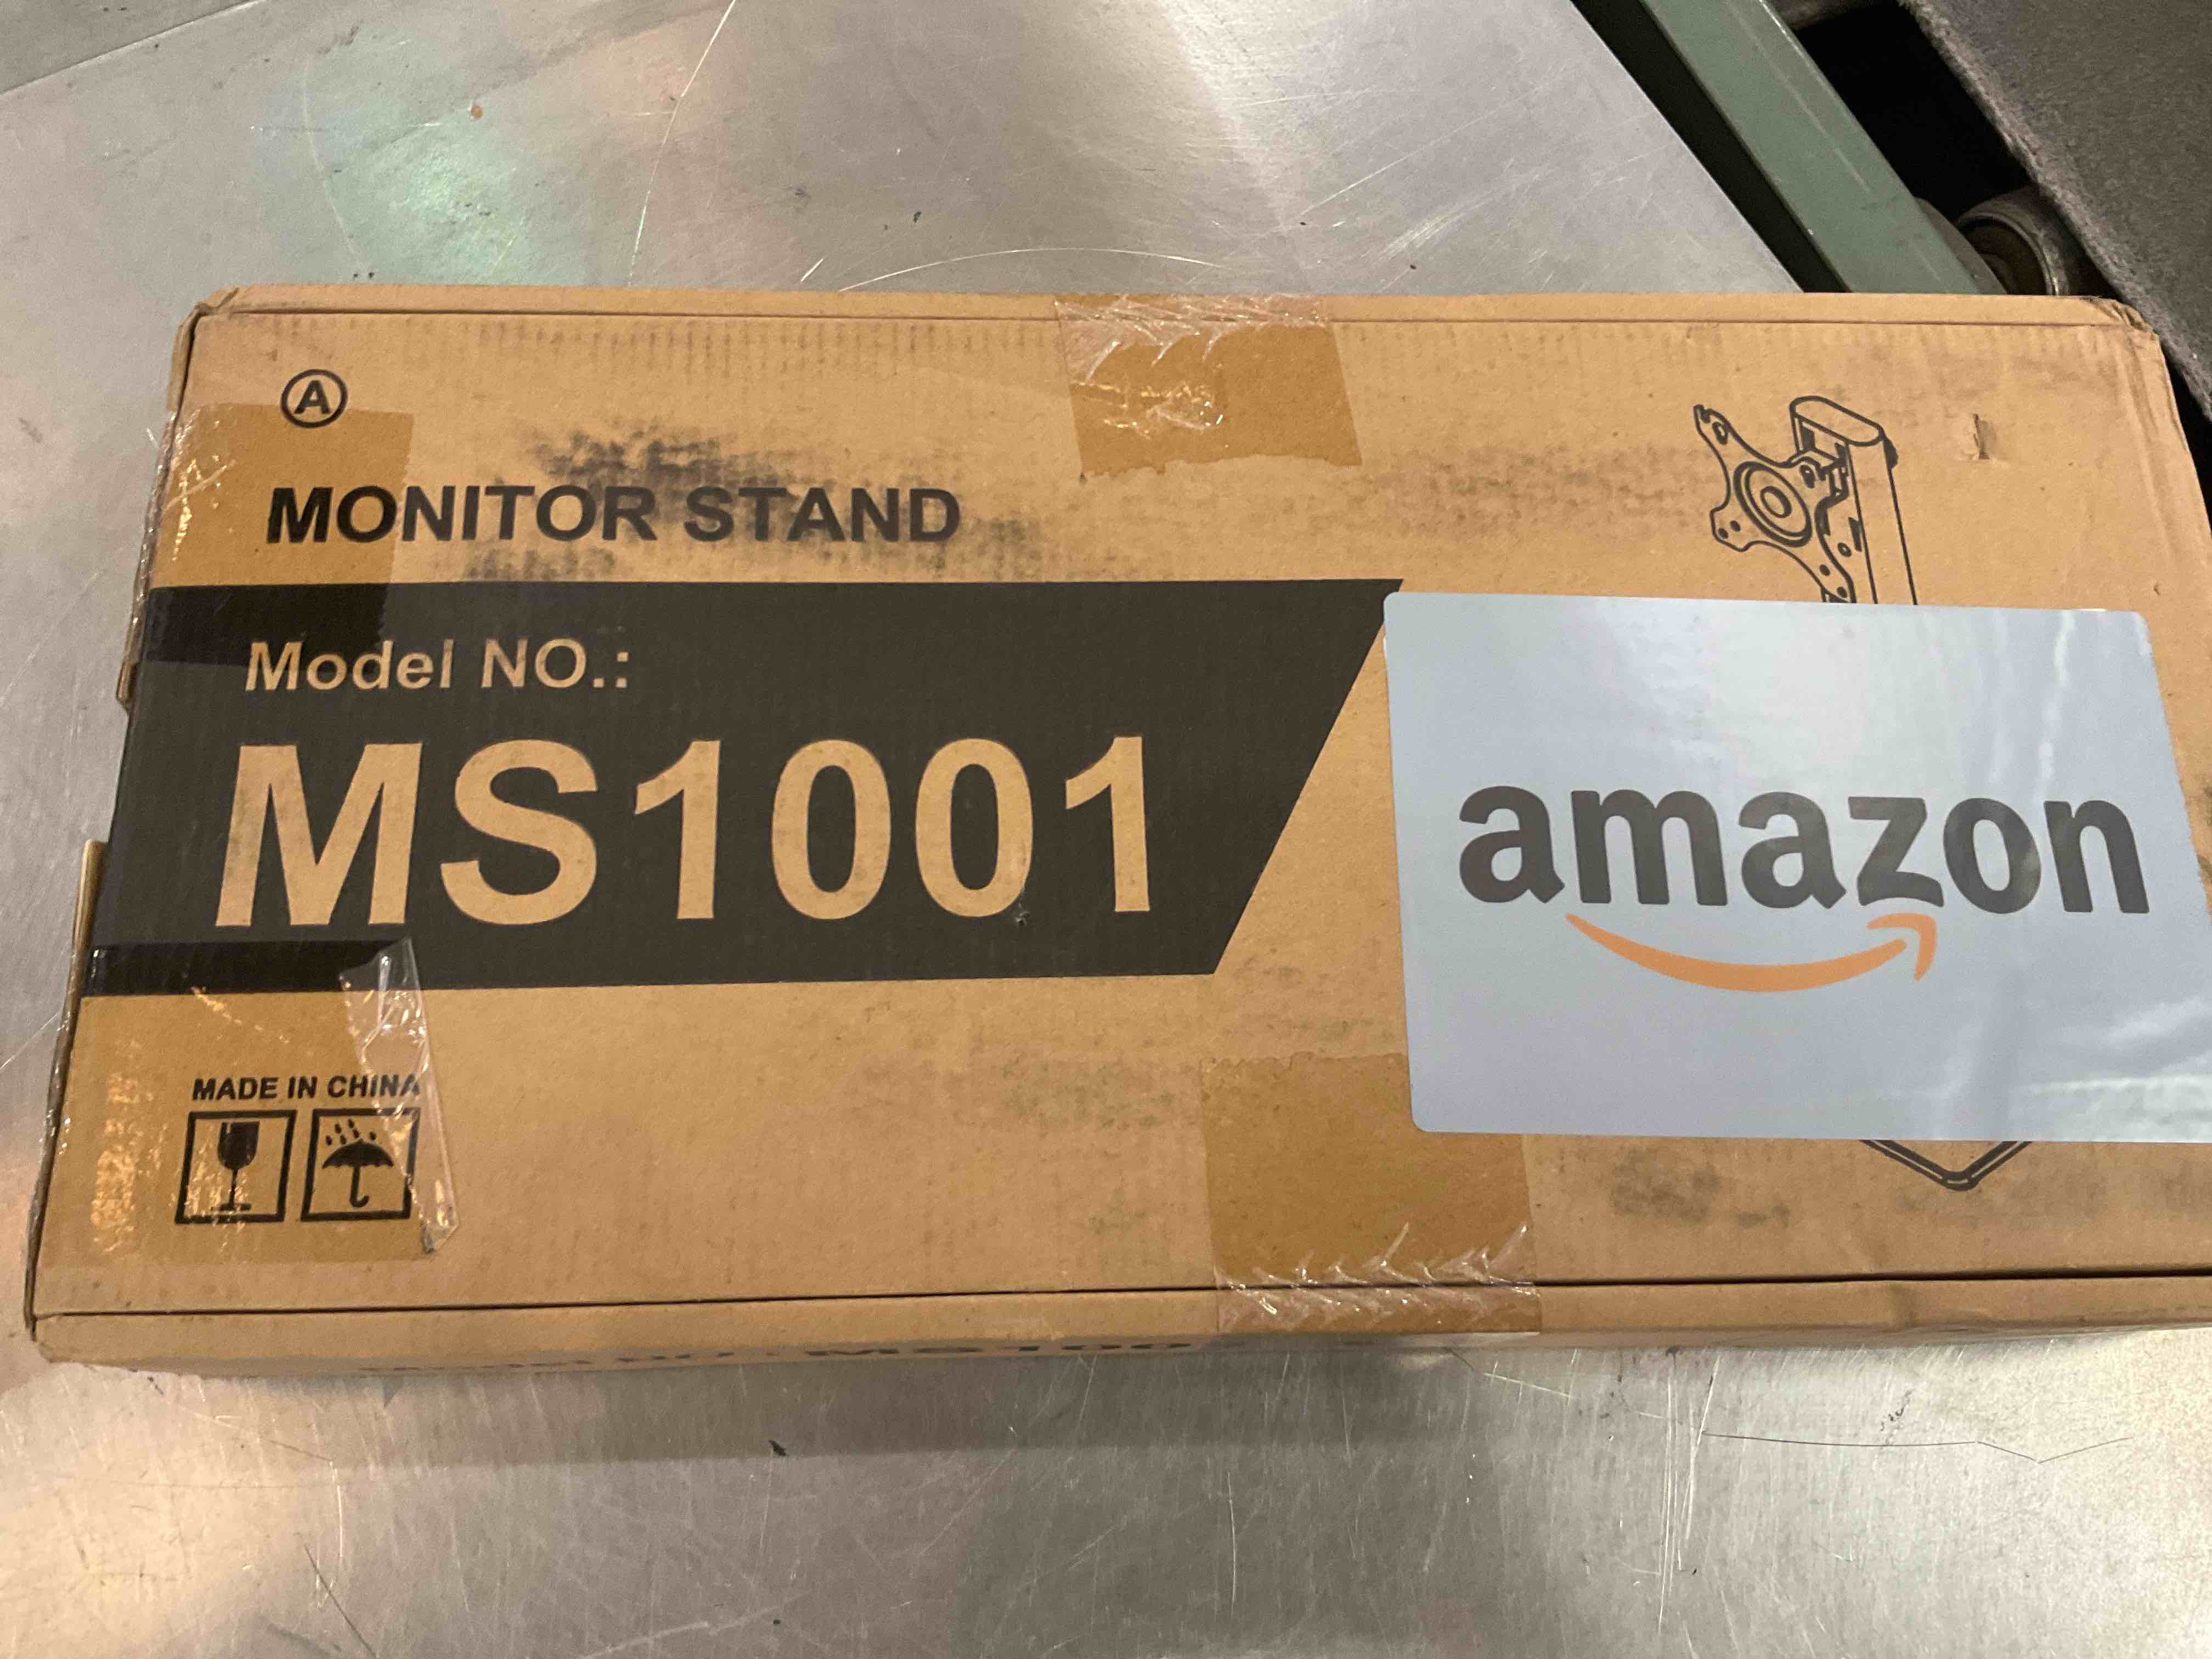 A
MONITOR STAND
Model NO.:
MS1001
amazon
MADE IN CHINA